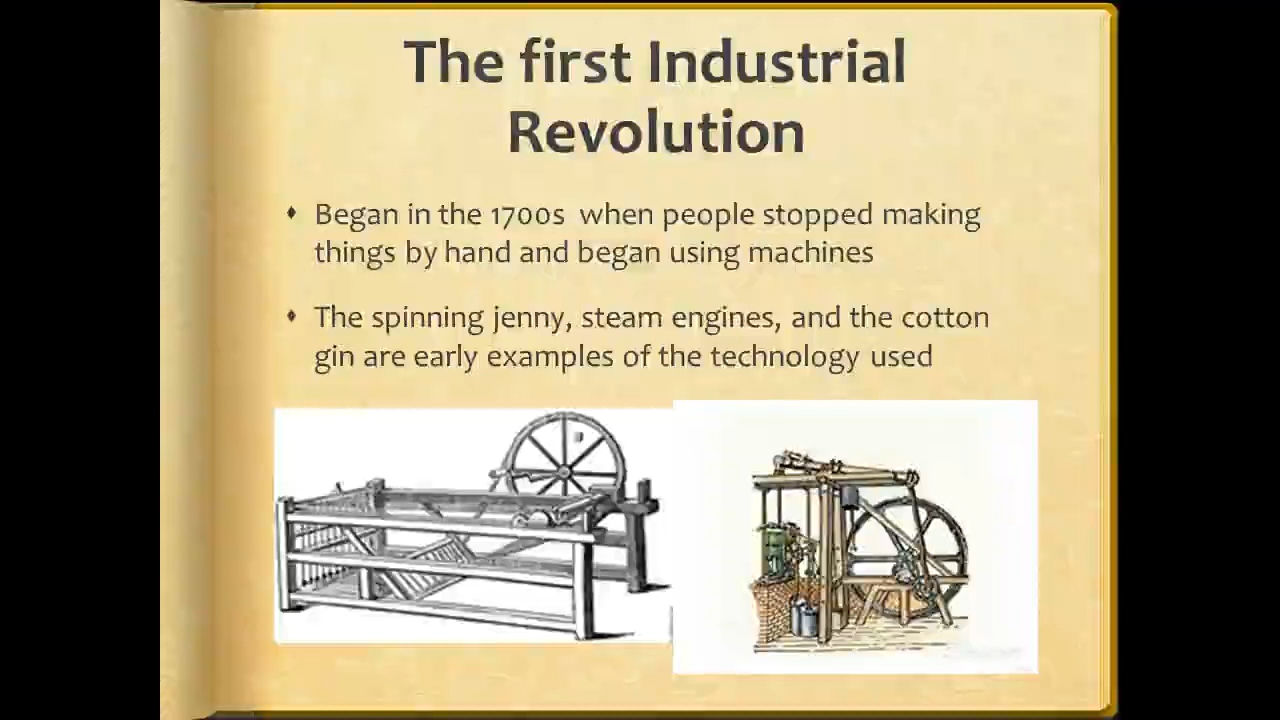 The first Industrial
Revolution
Began in the 1700s when people stopped making
things by hand and began using machines
The spinning jenny, steam engines, and the cotton
gin are early examples of the technology used